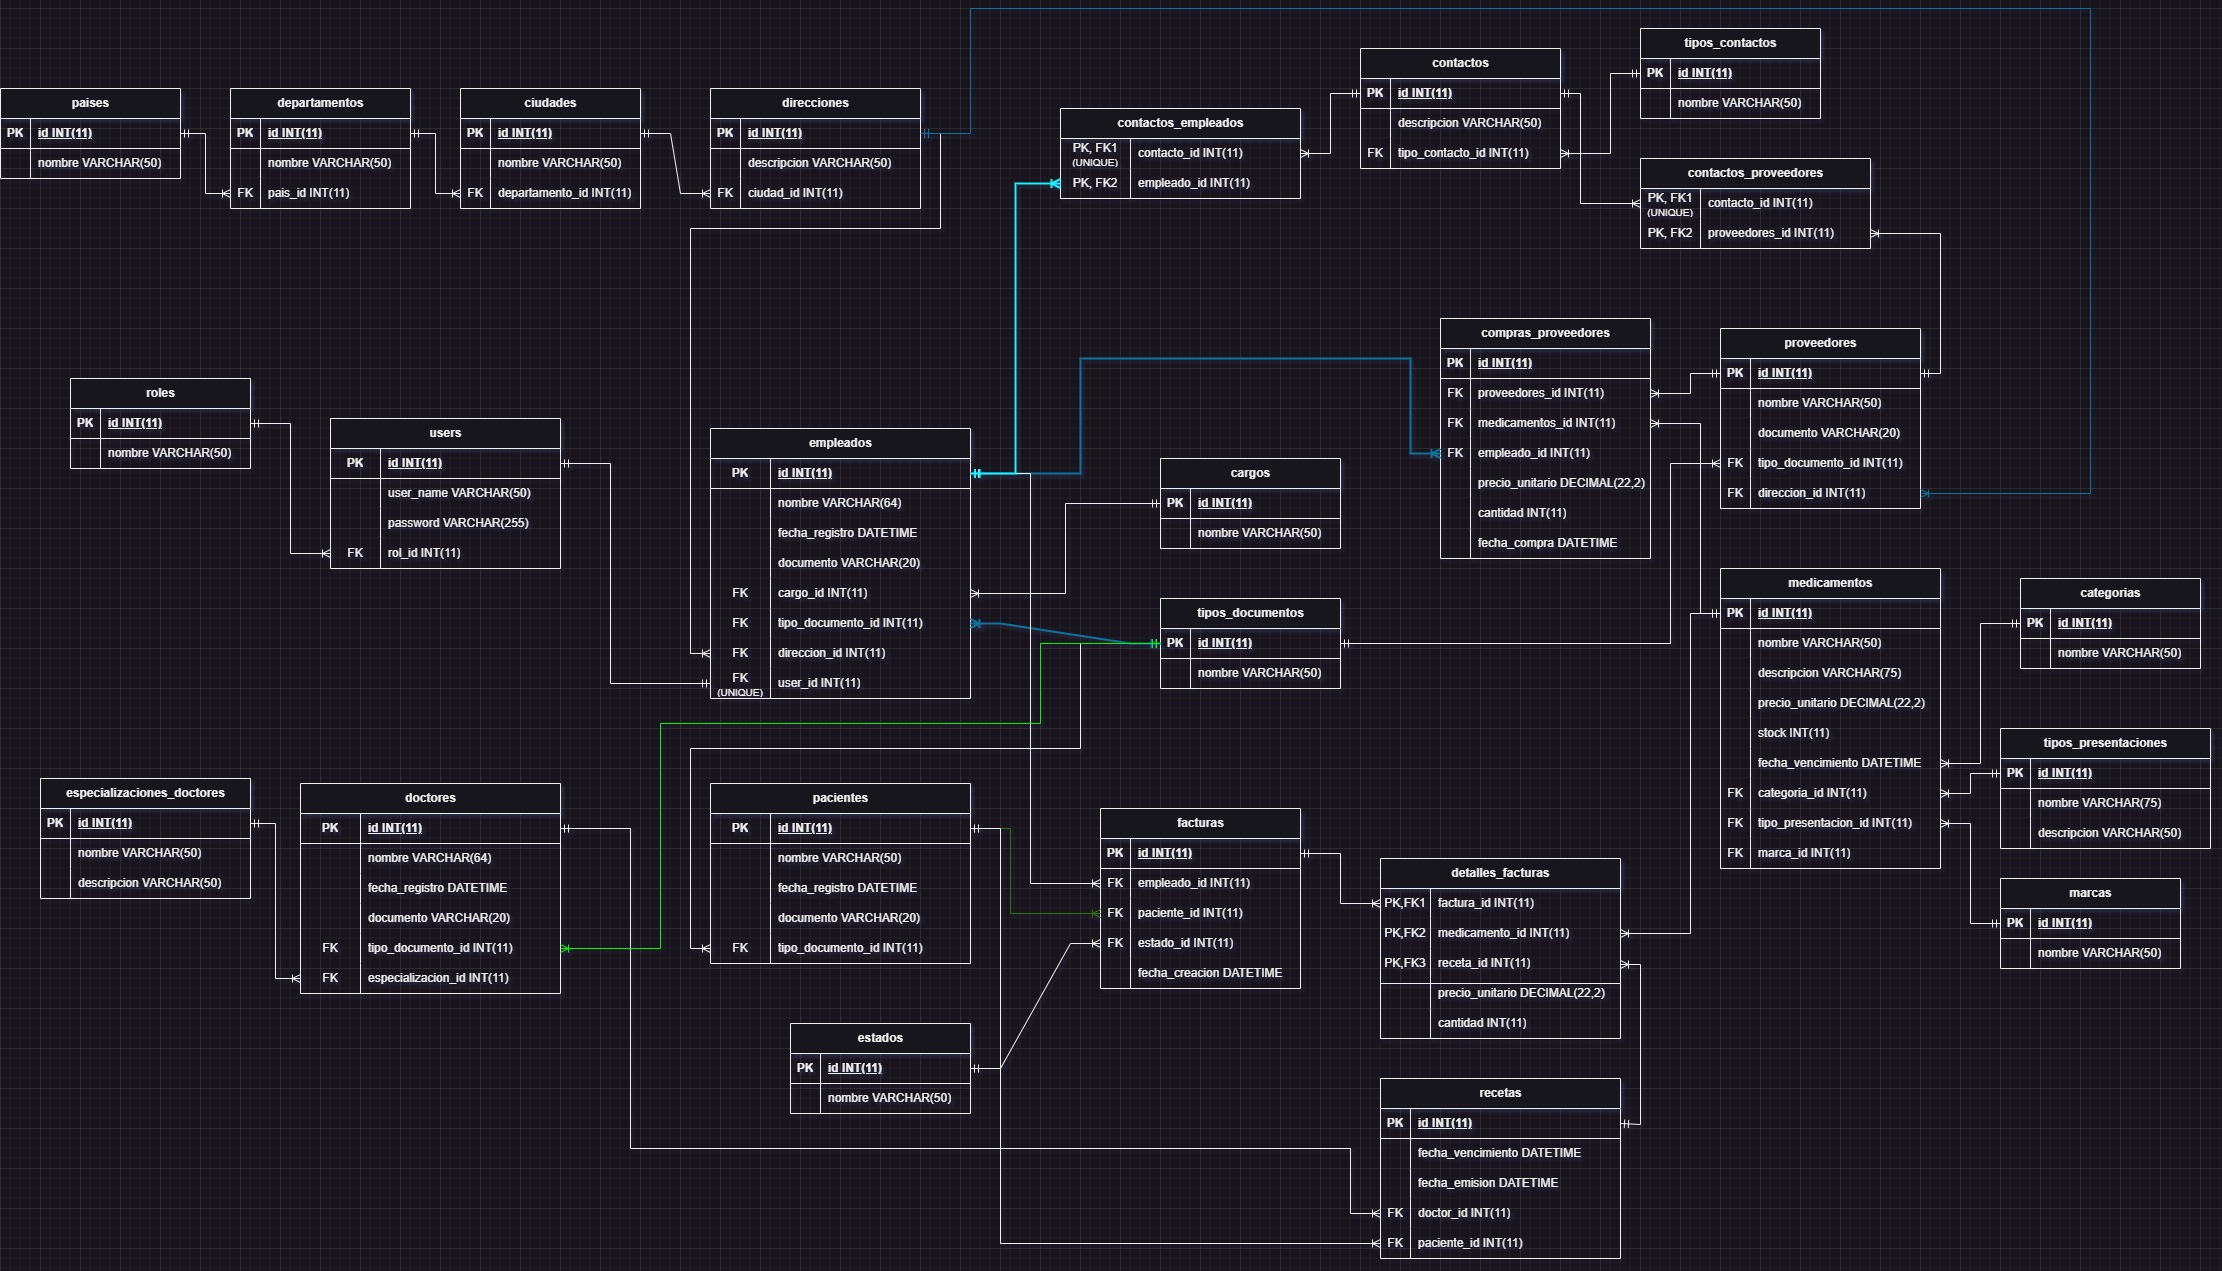 tipos_contactos
PK id INT(11)
nombre VARCHAR(50)
contactos
PK id INT(11)
descripcion VARCHAR(50)
FK tipo_contacto_id INT(11)
paises
PK id INT(11)
nombre VARCHAR(50)
departamentos
PK id INT(11)
nombre VARCHAR(50)
FK pais_id INT(11)
ciudades
PK id INT(11)
nombre VARCHAR(50)
FK departamento_id INT(11)
direcciones
PK id INT(11)
descripcion VARCHAR(50)
FK ciudad_id INT(11)
contactos_empleados
PK, FK1 contacto_id INT(11)
(UNIQUE)
PK, FK2 empleado_id INT(11)
contactos_proveedores
PK, FK1 contacto_id INT(11)
(UNIQUE)
PK, FK2 proveedores_id INT(11)
compras_proveedores
PK id INT(11)
FK proveedores_id INT(11)
FK medicamentos_id INT(11)
FK empleado_id INT(11)
precio_unitario DECIMAL(22,2)
cantidad INT(11)
fecha_compra DATETIME
proveedores
PK id INT(11)
nombre VARCHAR(50)
documento VARCHAR(20)
FK tipo_documento_id INT(11)
FK direccion_id INT(11)
roles
PK id INT(11)
nombre VARCHAR(50)
users
PK id INT(11)
user_name VARCHAR(50)
password VARCHAR(255)
FK rol_id INT(11)
empleados
PK id INT(11)
nombre VARCHAR(64)
fecha_registro DATETIME
documento VARCHAR(20)
FK cargo_id INT(11)
FK tipo_documento_id INT(11)
FK direccion_id INT(11)
FK user_id INT(11)
(UNIQUE)
cargos
PK id INT(11)
nombre VARCHAR(50)
tipos_documentos
PK id INT(11)
nombre VARCHAR(50)
medicamentos
PK id INT(11)
nombre VARCHAR(50)
descripcion VARCHAR(75)
precio_unitario DECIMAL(22,2)
stock INT(11)
fecha_vencimiento DATETIME
FK categoria_id INT(11)
FK tipo_presentacion_id INT(11)
FK marca_id INT(11)
categorias
PK id INT(11)
nombre VARCHAR(50)
tipos_presentaciones
PK id INT(11)
nombre VARCHAR(75)
descripcion VARCHAR(50)
marcas
PK id INT(11)
nombre VARCHAR(50)
especializaciones_doctores
PK id INT(11)
nombre VARCHAR(50)
descripcion VARCHAR(50)
doctores
PK id INT(11)
nombre VARCHAR(64)
fecha_registro DATETIME
documento VARCHAR(20)
FK tipo_documento_id INT(11)
FK especializacion_id INT(11)
pacientes
PK id INT(11)
nombre VARCHAR(50)
fecha_registro DATETIME
documento VARCHAR(20)
FK tipo_documento_id INT(11)
facturas
PK id INT(11)
FK empleado_id INT(11)
FK paciente_id INT(11)
FK estado_id INT(11)
fecha_creacion DATETIME
detalles_facturas
PK,FK1 factura_id INT(11)
PK,FK2 medicamento_id INT(11)
PK,FK3 receta_id INT(11)
precio_unitario DECIMAL(22,2)
cantidad INT(11)
estados
PK id INT(11)
nombre VARCHAR(50)
recetas
PK id INT(11)
fecha_vencimiento DATETIME
fecha_emision DATETIME
FK doctor_id INT(11)
FK paciente_id INT(11)